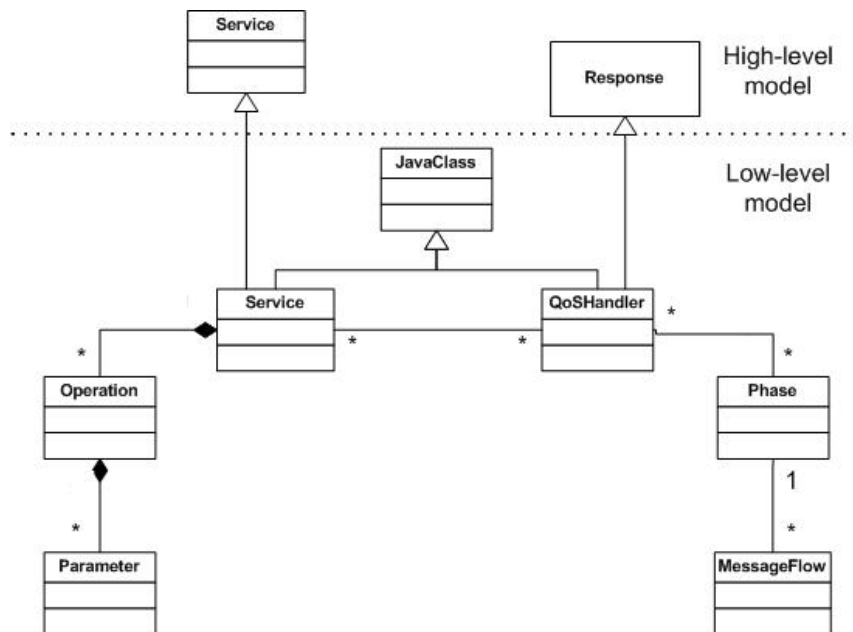 Service
Response
High-level
model
JavaClass
Low-level
model
Service
QoSHandler
*
*
*
*
*
Operation
Phase
1
*
*
Parameter
MessageFlow